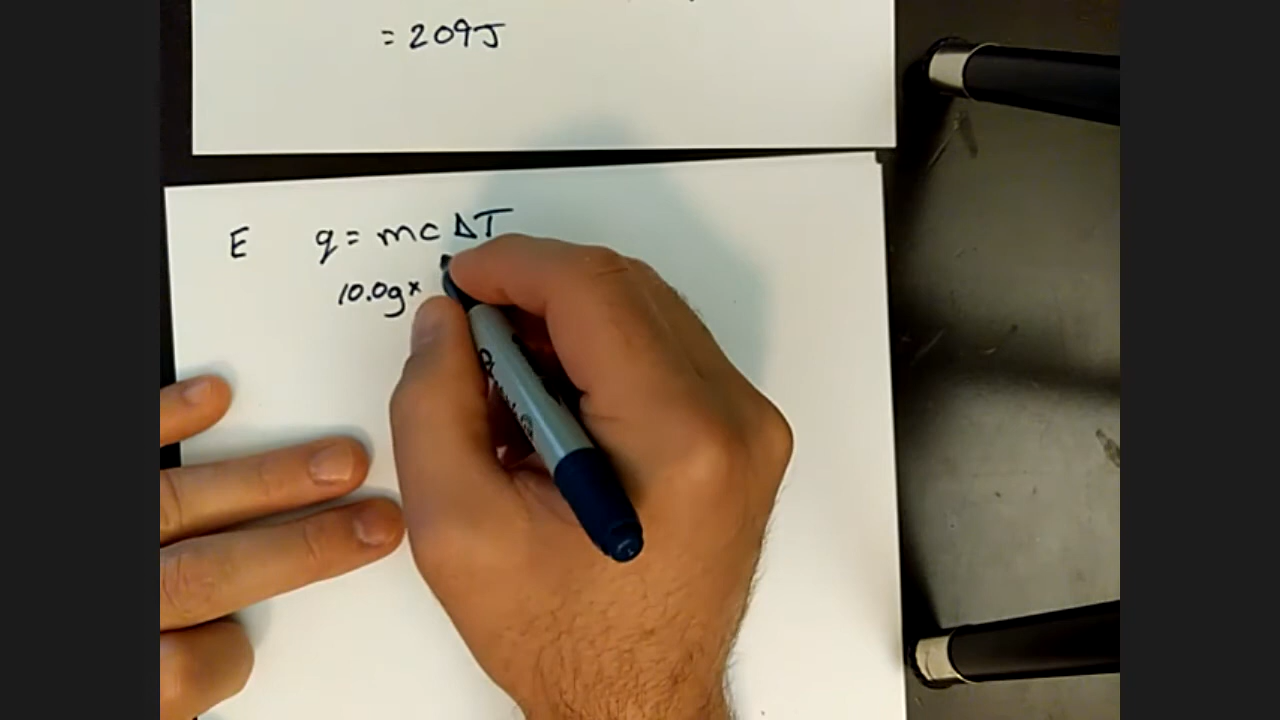 = 209J
E q = mcΔT
10.0g×